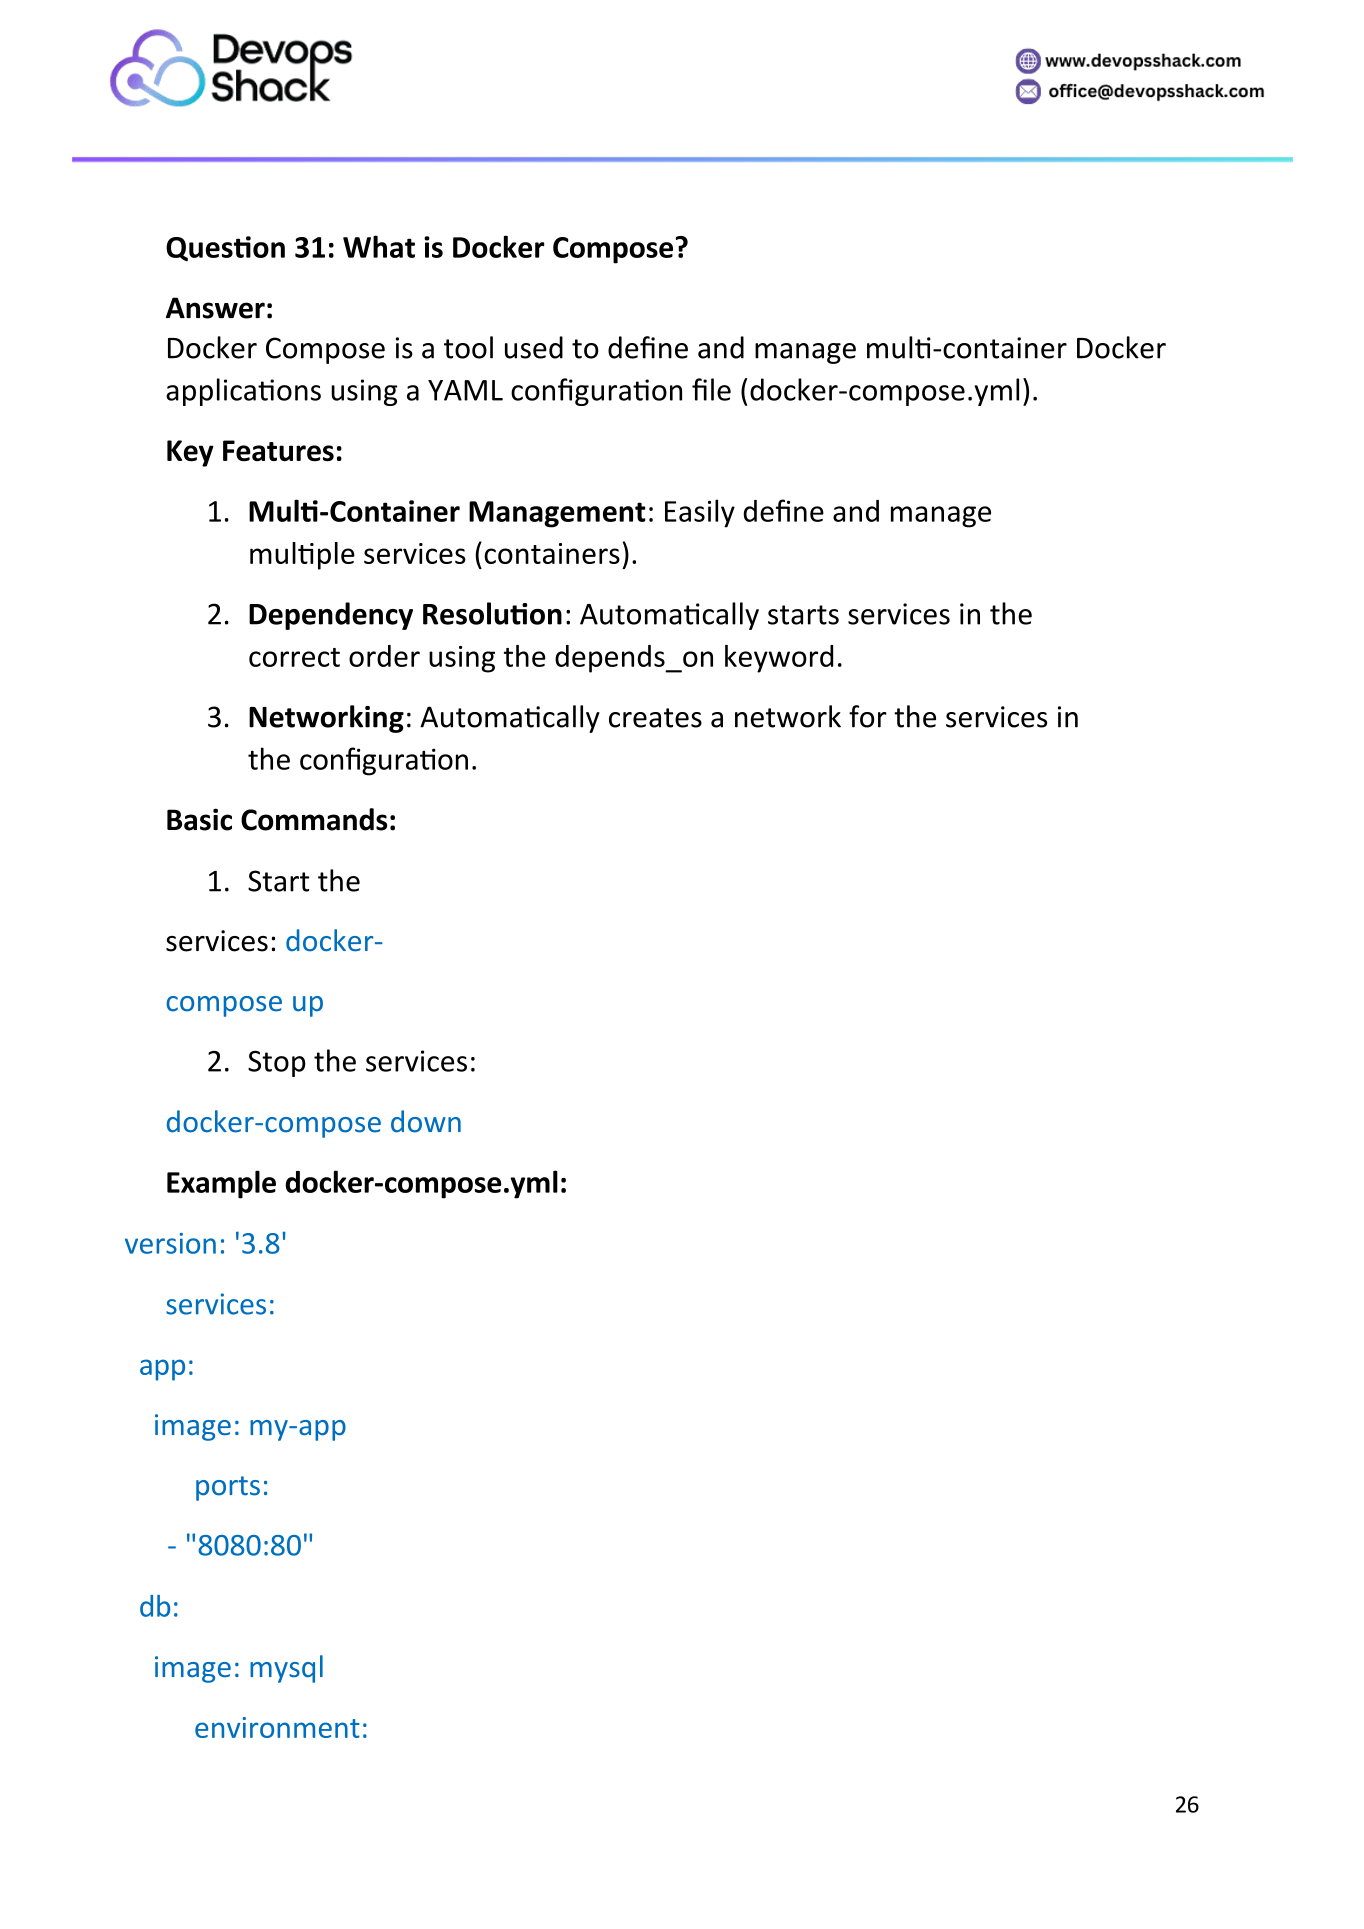 Devops
Shack
www.devopsshack.com
office@devopsshack.com
Question 31: What is Docker Compose?
Answer:
Docker Compose is a tool used to define and manage multi-container Docker
applications using a YAML configuration file (docker-compose.yml).
Key Features:
1. Multi-Container Management: Easily define and manage
multiple services (containers).
2. Dependency Resolution: Automatically starts services in the
correct order using the depends_on keyword.
3. Networking: Automatically creates a network for the services in
the configuration.
Basic Commands:
1. Start the
services: docker-
compose up
2. Stop the services:
docker-compose down
Example docker-compose.yml:
version: '3.8'
services:
app:
image: my-app
ports:
- "8080:80"
db:
image: mysql
environment:
26